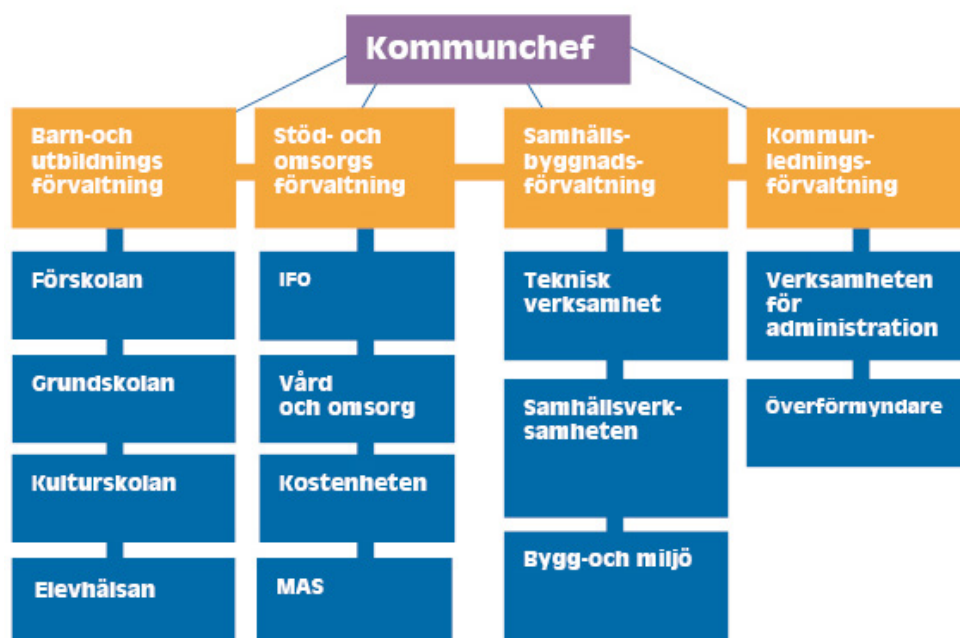 Kommunchef
Barn-och
utbildnings
förvaltning
Stöd- och
omsorgs
förvaltning
Samhälls-
byggnads-
förvaltning
Kommun-
lednings-
förvaltning
Förskolan
Grundskolan
Kulturskolan
Elevhälsan
IFO
Vård
och omsorg
Kostenheten
MAS
Teknisk
verksamhet
Samhällsverk-
samheten
Bygg-och miljö
Verksamheten
för
administration
Överförmyndare